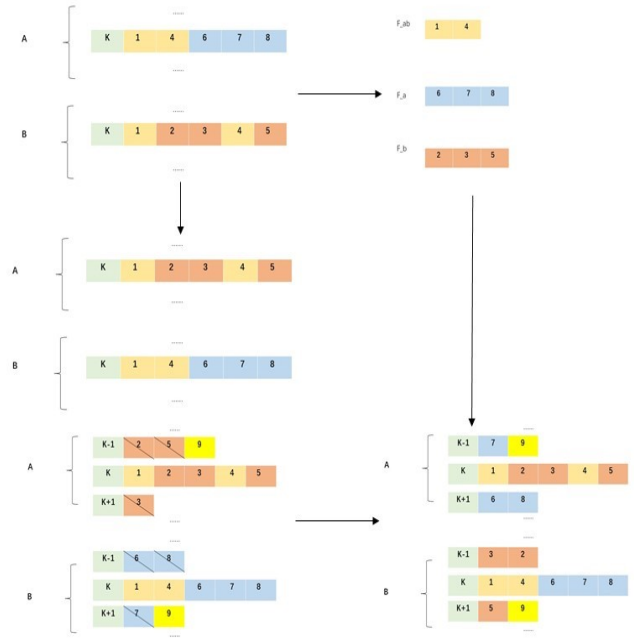 ......
A K 1 4 6 7 8
......
B K 1 2 3 4 5
......
F_ab 1 4
F_a 6 7 8
F_b 2 3 5
......
A K 1 2 3 4 5
......
B K 1 4 6 7 8
......
......
A
K-1 2 5 9
K 1 2 3 4 5
K+1 3
......
......
B
K-1 6 8
K 1 4 6 7 8
K+1 7 9
......
A
K-1 7 9
K 1 2 3 4 5
K+1 6 8
......
......
B
K-1 3 2
K 1 4 6 7 8
K+1 5 9
......